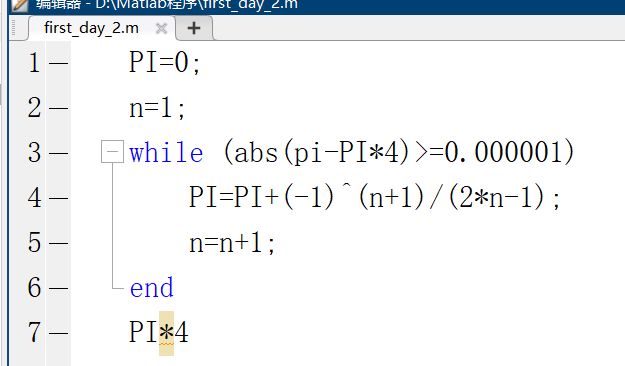 编辑器 - D:\Matlab程序\first_day_2.m
first_day_2.m × +
1 — PI=0;
2 — n=1;
3 — while (abs(pi-PI*4)>=0.000001)
4 — PI=PI+(-1)^(n+1)/(2*n-1);
5 — n=n+1;
6 — end
7 — PI*4